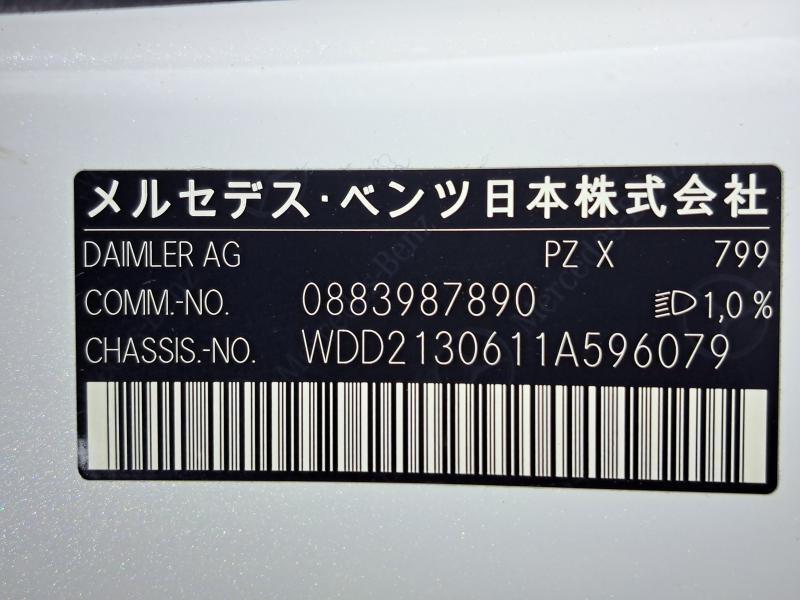 メルセデス・ベンツ日本株式会社
DAIMLER AG PZ X 799
COMM.-NO. 0883987890 1,0%
CHASSIS.-NO. WDD2130611A596079